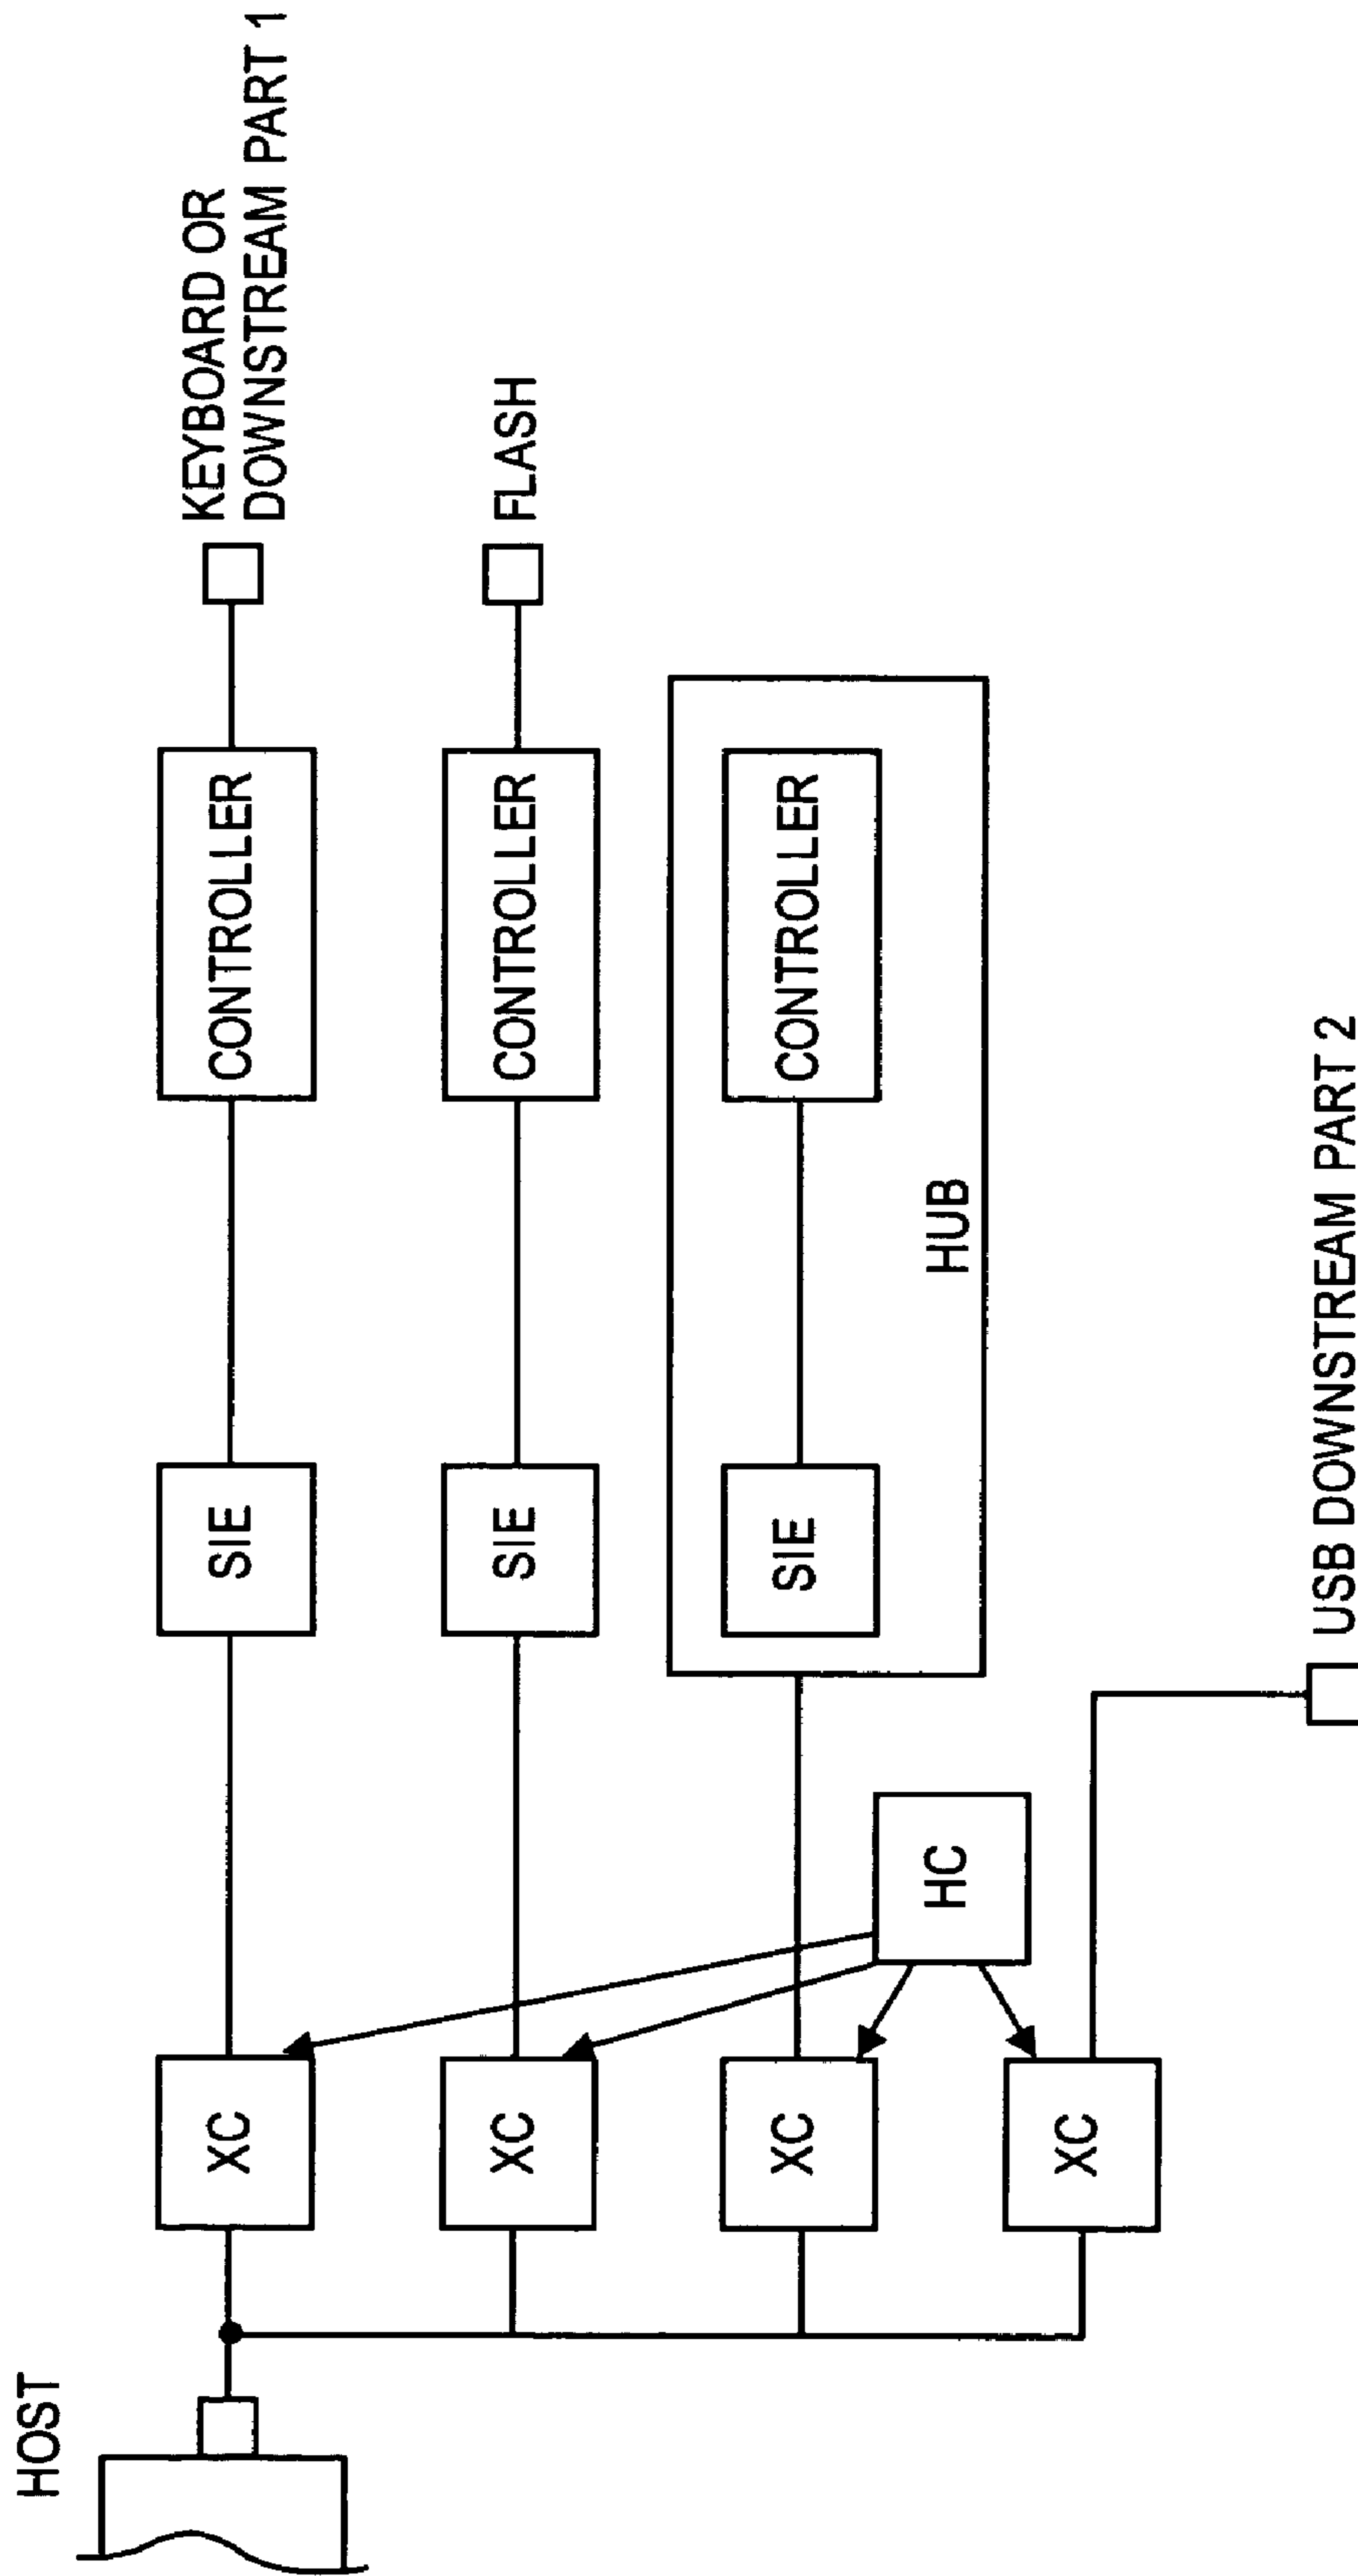 HOST
XC
SIE
CONTROLLER
KEYBOARD OR
DOWNSTREAM PART 1
XC
SIE
CONTROLLER
FLASH
XC
SIE
CONTROLLER
HUB
HC
XC
USB DOWNSTREAM PART 2